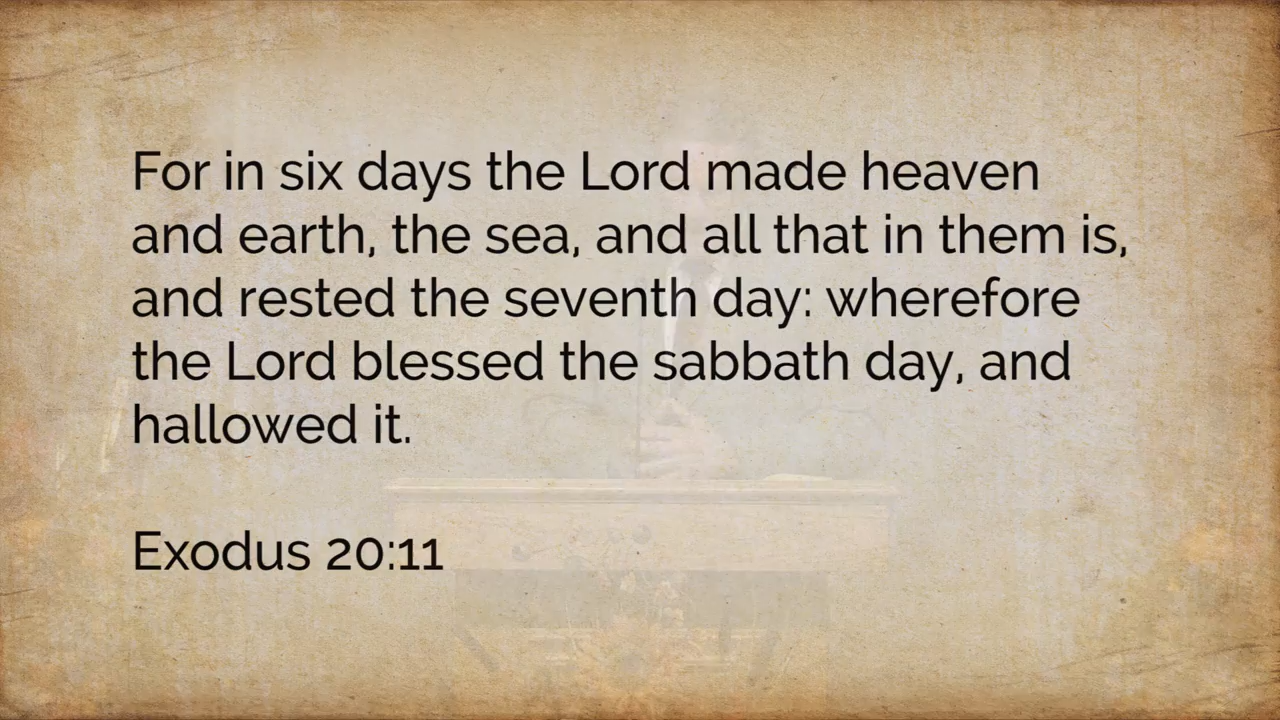 For in six days the Lord made heaven
and earth, the sea, and all that in them is,
and rested the seventh day: wherefore
the Lord blessed the sabbath day, and
hallowed it.
Exodus 20:11